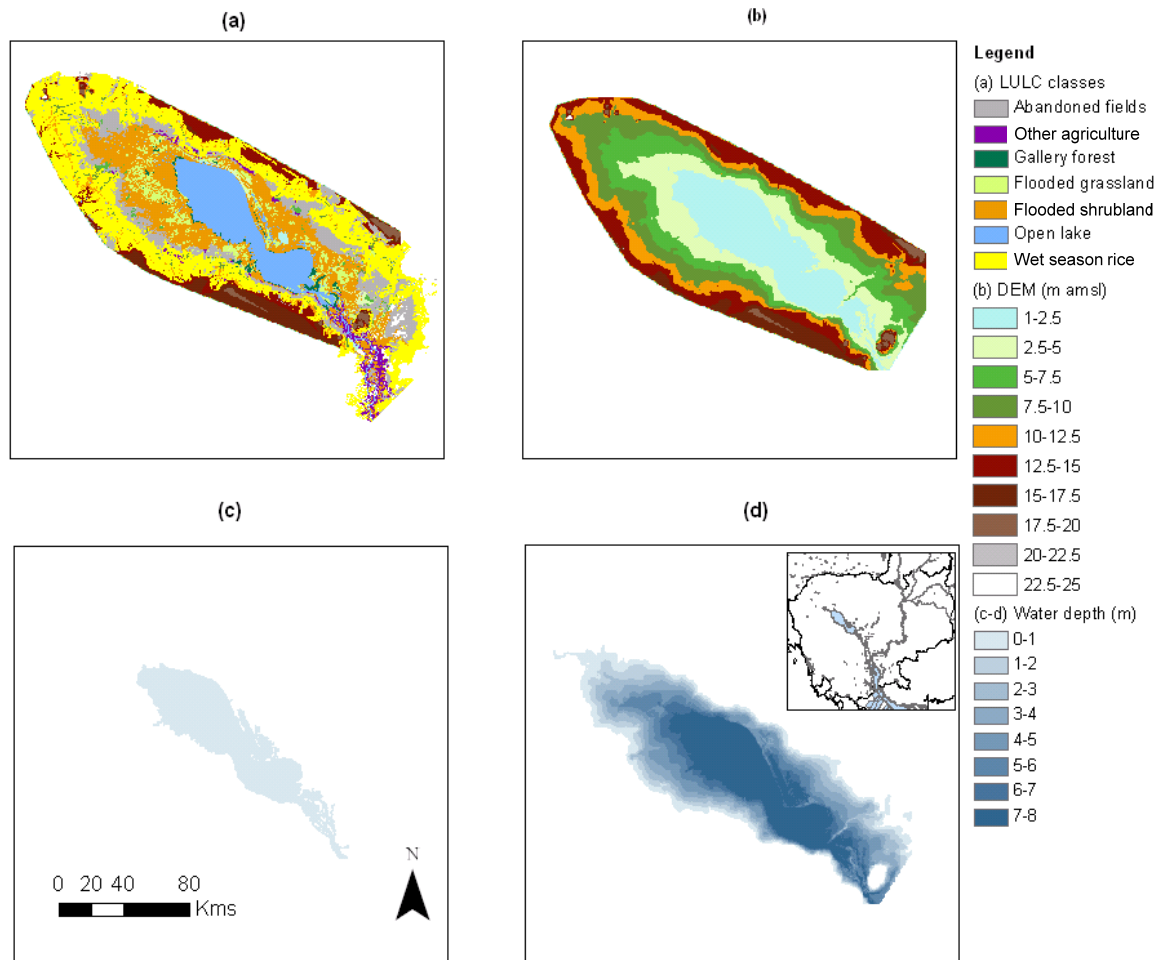 (a)
(b)
Legend
(a) LULC classes
Abandoned fields
Other agriculture
Gallery forest
Flooded grassland
Flooded shrubland
Open lake
Wet season rice
(b) DEM (m amsl)
1-2.5
2.5-5
5-7.5
7.5-10
10-12.5
12.5-15
15-17.5
17.5-20
20-22.5
22.5-25
(c-d) Water depth (m)
0-1
1-2
2-3
3-4
4-5
5-6
6-7
7-8
(c)
(d)
0 20 40 80
Kms
N